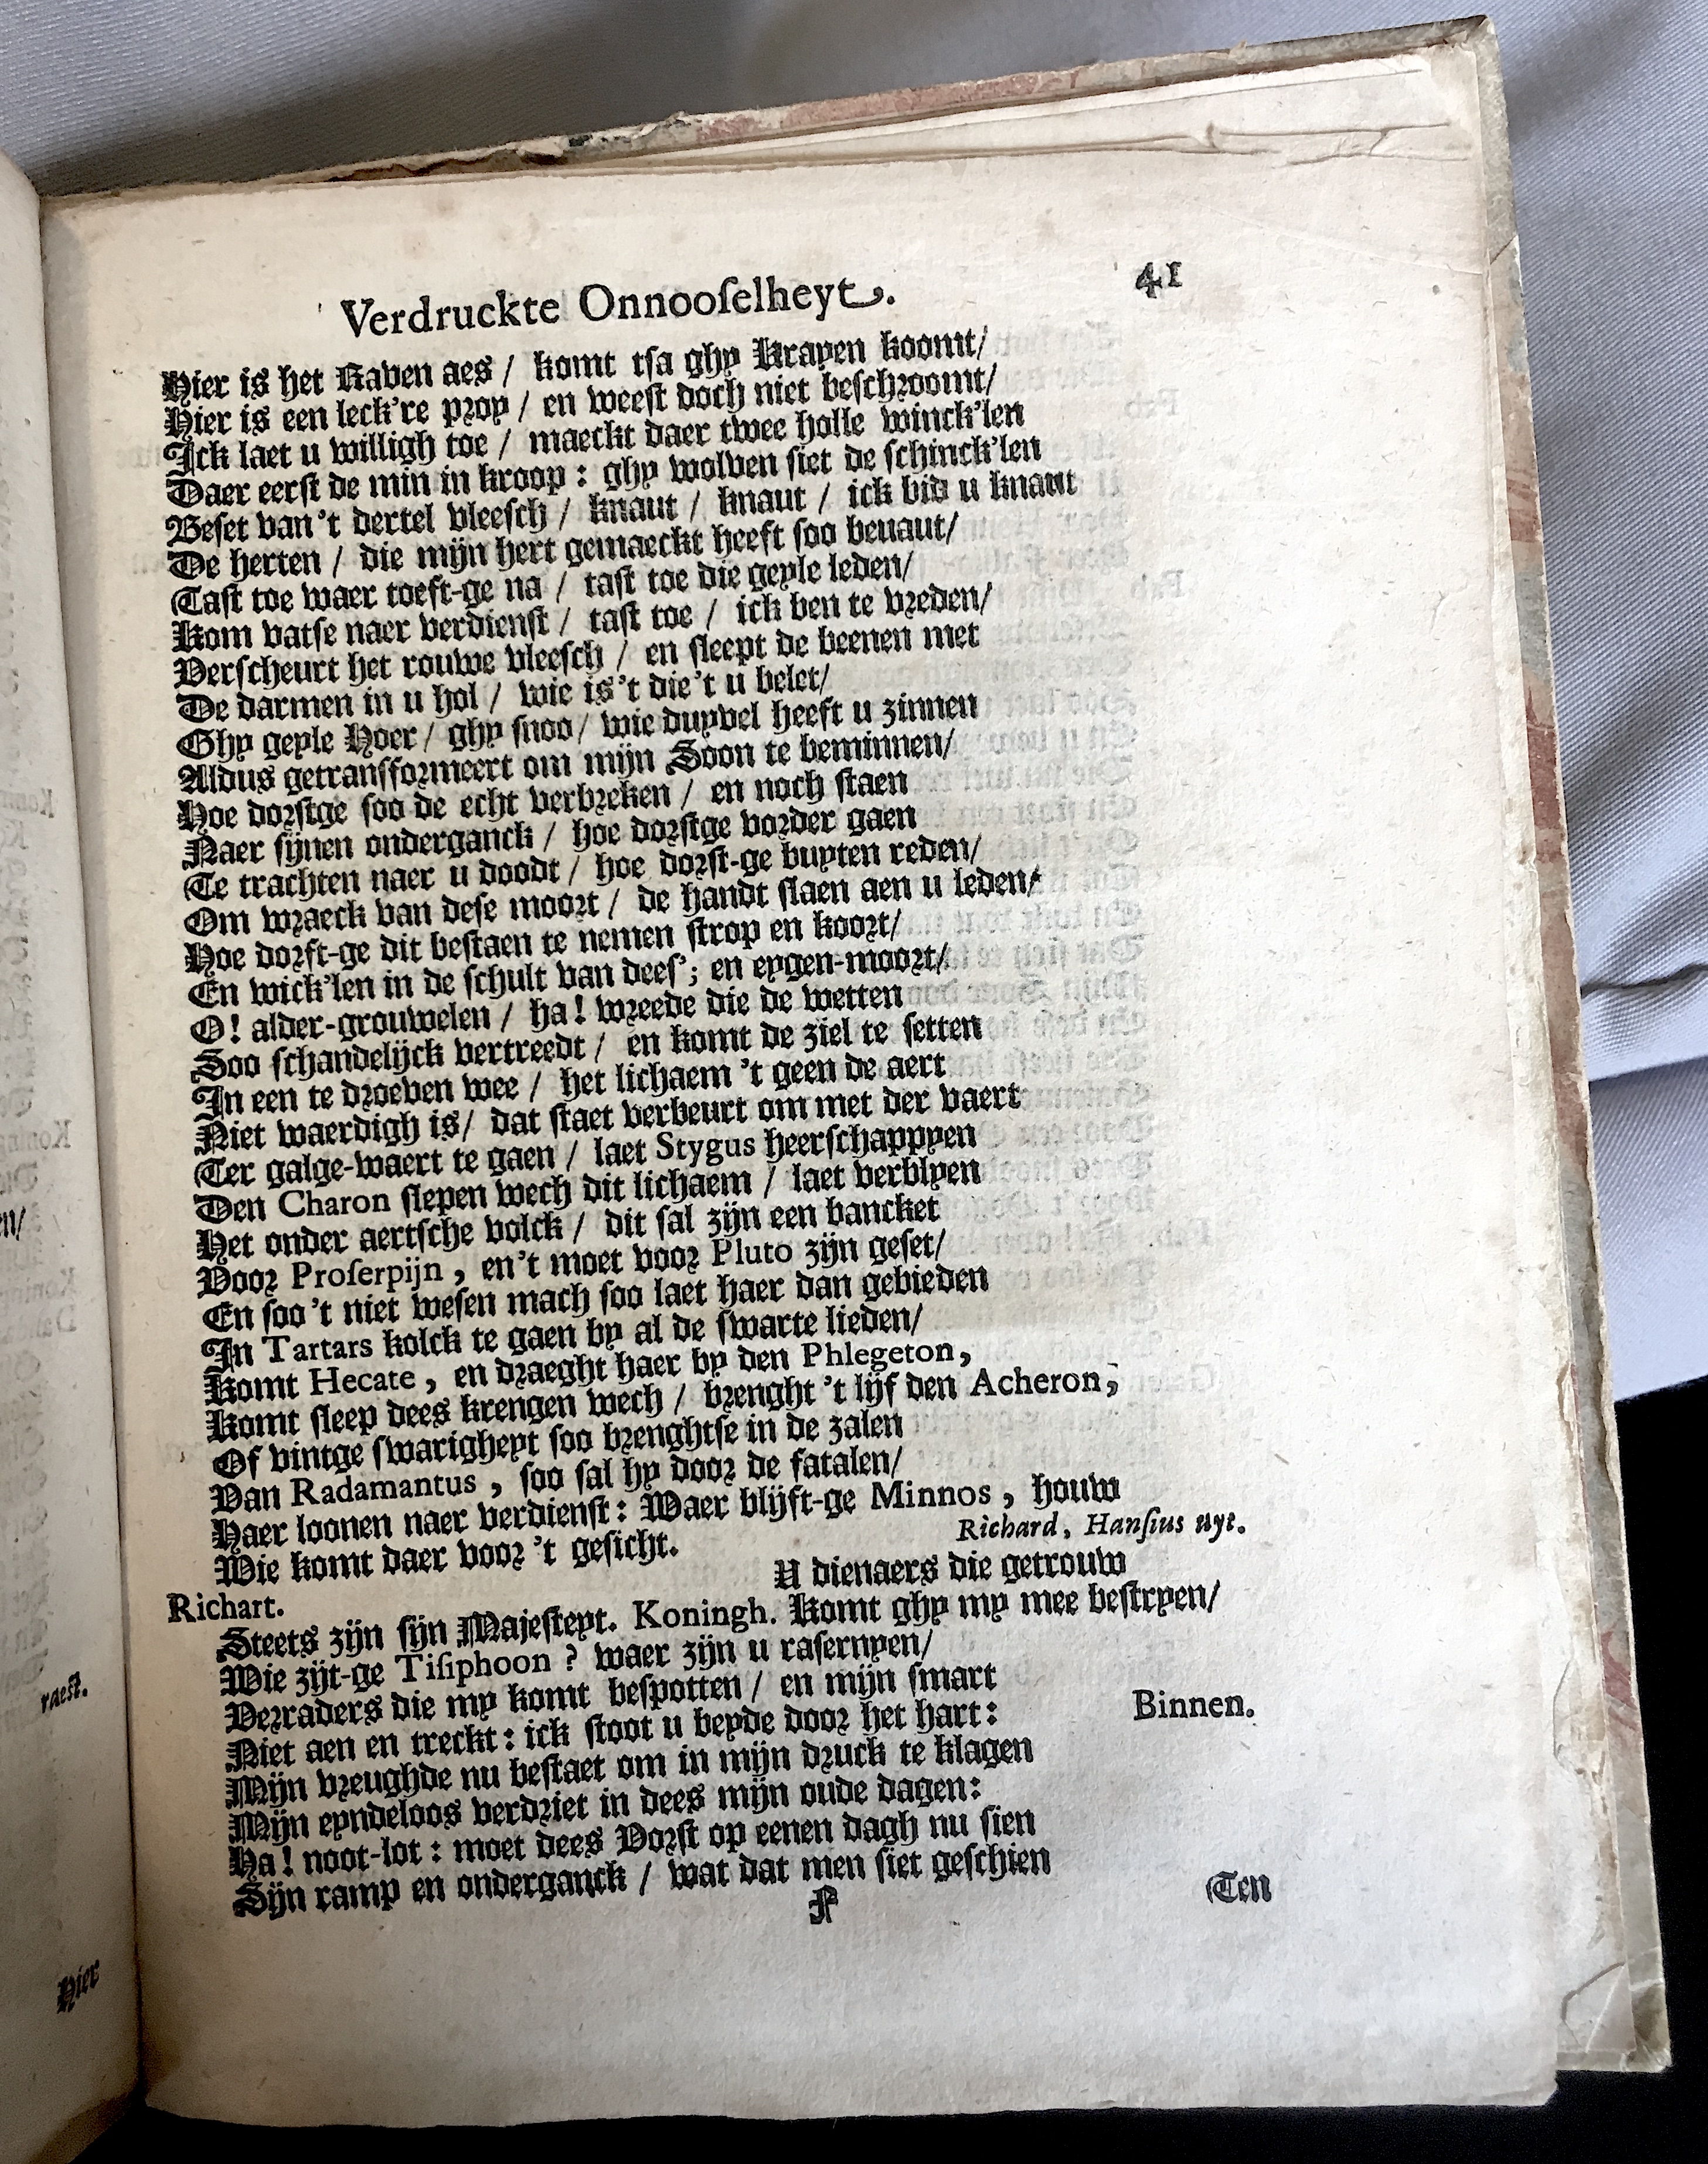 Verdruckte Onnooſelheyt. 41
Hier is het Raven aes / komt tſa ghy Krayen koomt/
Hier is een leck're proy / en weeſt doch niet beſchroomt/
Ick laet u willigh toe / maeckt daer twee holle winck'len
Daer eerſt de min in kroop : ghy wolven ſiet de ſchinck'len
Beſet van 't dertel vleeſch / knaut / knaut / ick bid u knaut
De herten / die mijn hert gemaeckt heeft ſoo benaut/
Taſt toe waer toeft-ge na / taſt toe die geyle leden/
Kom vatſe naer verdienſt / taſt toe / ick ben te vreden/
Verſcheurt het rouwe vleeſch / en ſleept de beenen met
De darmen in u hol / wie is 't die 't u belet/
Ghy geyle Hoer / ghy ſnoo / wie duyvel heeft u zinnen
Aldus getransformeert om mijn Soon te beminnen/
Hoe dorſtge ſoo de echt verbreken / en noch ſtaen
Naer ſijnen onderganck / hoe dorſtge vorder gaen
Te trachten naer u doodt / hoe dorſt-ge buyten reden/
Om wraeck van deſe moort / de handt ſlaen aen u leden/
Hoe dorſt-ge dit beſtaen te nemen ſtrop en koort/
En wick'len in de ſchult van dees'; en eygen-moort/
O! alder-grouwelen / ha! wreede die de wetten
Soo ſchandelijck vertreedt / en komt de ziel te ſetten
In een te droeven wee / het lichaem 't geen de aert
Niet waerdigh is / dat ſtaet verbeurt om met der vaert
Ter galge-waert te gaen / laet Stygus heerſchappyen
Den Charon ſlepen wech dit lichaem / laet verblyen
Het onder aertſche volck / dit ſal zijn een bancket
Voor Proſerpijn, en 't moet voor Pluto zijn geſet/
En ſoo 't niet weſen mach ſoo laet haer dan gebieden
In Tartars kolck te gaen by al de ſwarte lieden/
Komt Hecate, en draeght haer by den Phlegeton,
Komt ſleep dees krengen wech / brenght 't lijf den Acheron,
Of vintge ſwarigheyt ſoo brenghtſe in de zalen
Van Radamantus, ſoo ſal hy door de fatalen/
Haer loonen naer verdienſt : Waer blijft-ge Minnos, houw
Wie komt daer voor 't geſicht. Richard, Hanſius uyt.
Richart. U dienaers die getrouw
Steets zijn ſijn Majeſteyt. Koningh. Komt ghy my mee beſtryen/
Wie zijt-ge Tiſiphoon? waer zijn u raſernyen/
Verraders die my komt beſpotten / en mijn ſmart
Niet aen en treckt : ick ſtoot u beyde door het hart: Binnen.
Mijn vreughde nu beſtaet om in mijn druck te klagen
Mijn eyndeloos verdriet in dees mijn oude dagen:
Ha! noot-lot : moet dees Vorſt op eenen dagh nu ſien
Sijn ramp en onderganck / wat dat men ſiet geſchien
F Ten
en/
raeſt.
Hier